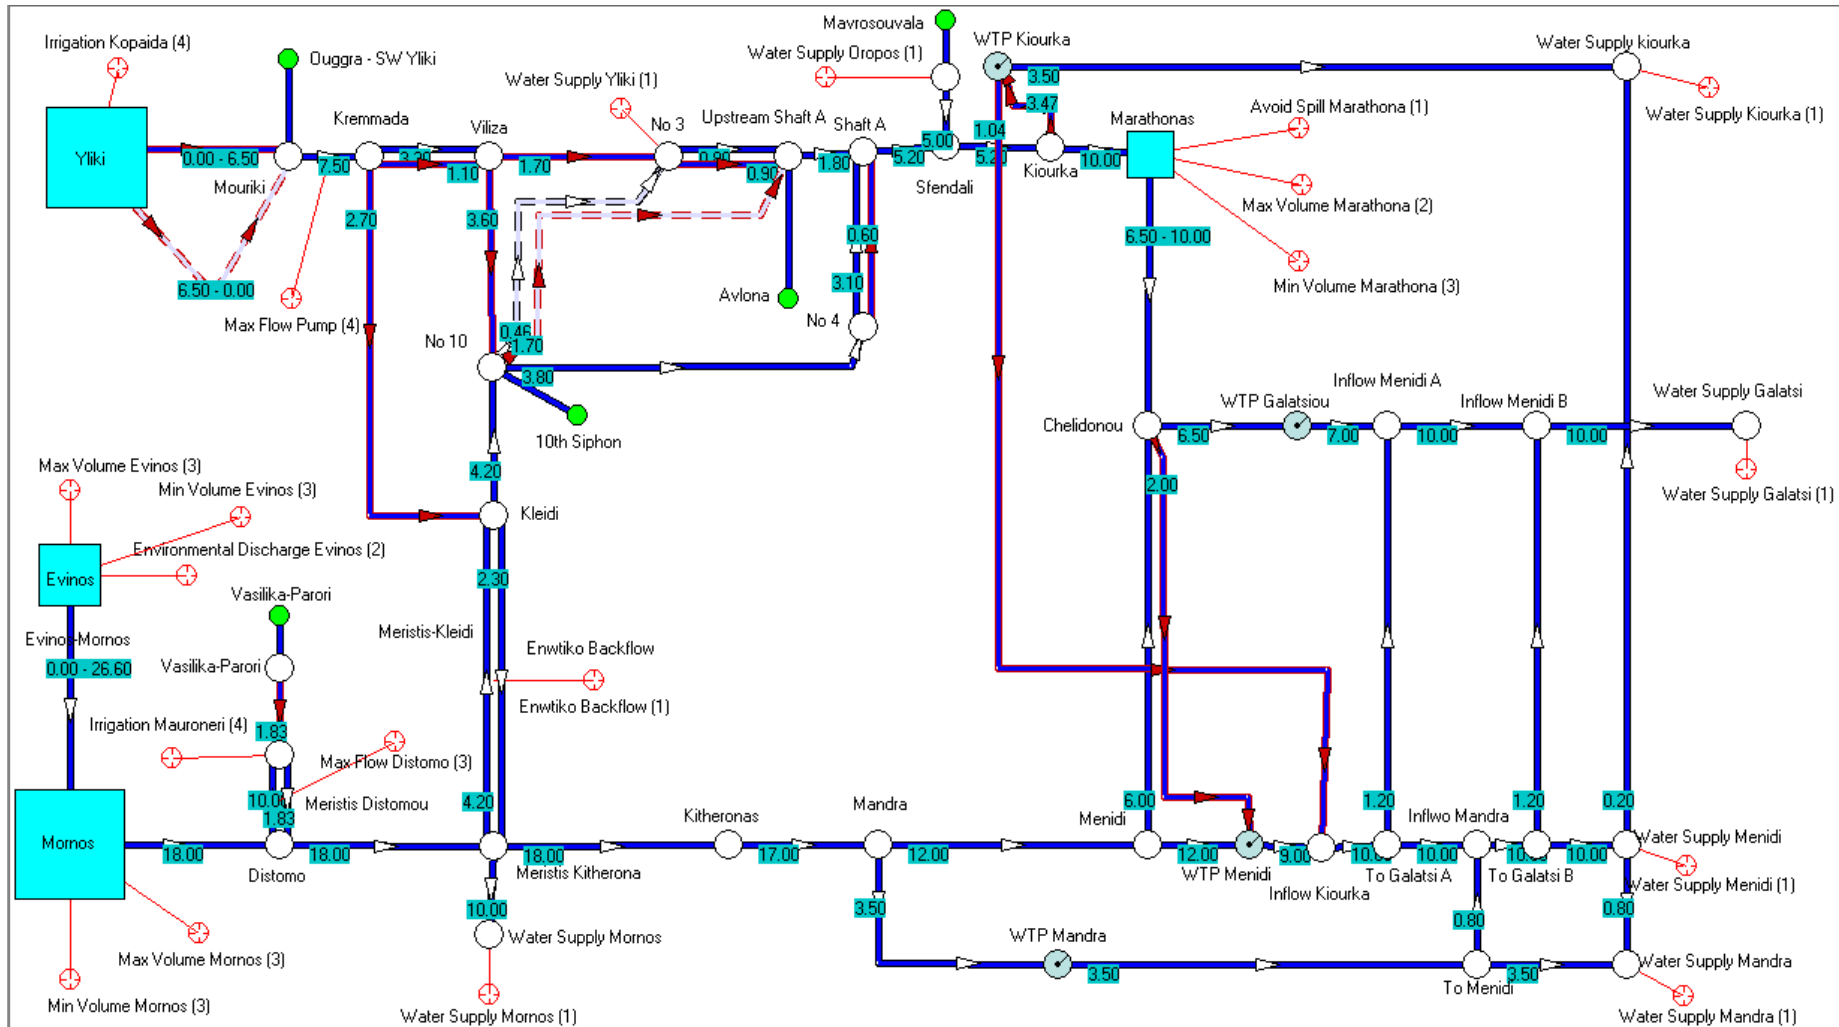 Mavrosouvala
Irrigation Kopaida (4)
Ouggra - SW Yliki
Water Supply Oropos (1)
WTP Kiourka
Water Supply kiourka
Water Supply Yliki (1)
3.50
Water Supply Kiourka (1)
3.47
Avoid Spill Marathona (1)
Kremmada
Viliza
No 3
Upstream Shaft A
Shaft A
1.04
Marathonas
Yliki
0.00 - 6.50
7.50
3.20
1.10
1.70
0.90
0.90
1.80
5.20
5.00
5.20
10.00
Mouriki
Sfendali
Kiourka
Max Volume Marathona (2)
2.70
3.60
0.60
6.50 - 10.00
6.50 - 0.00
3.10
Min Volume Marathona (3)
Avlona
Max Flow Pump (4)
No 4
0.46
1.70
No 10
3.80
10th Siphon
Inflow Menidi A
WTP Galatsiou
Inflow Menidi B
Water Supply Galatsi
Chelidonou
6.50
7.00
10.00
10.00
4.20
2.00
Water Supply Galatsi (1)
Max Volume Evinos (3)
Min Volume Evinos (3)
Kleidi
Environmental Discharge Evinos (2)
Evinos
2.30
Vasilika-Parori
Meristis-Kleidi
Evinos-Mornos
Enwtiko Backflow
0.00 - 26.60
Vasilika-Parori
Enwtiko Backflow (1)
Irrigation Mauroneri (4)
1.83
Max Flow Distomo (3)
10.00
Meristis Distomou
1.83
4.20
Kitheronas
Mandra
Menidi
6.00
1.20
Inflwo Mandra
1.20
0.20
Mornos
18.00
18.00
18.00
17.00
12.00
12.00
9.00
10.00
10.00
10.00
10.00
Water Supply Menidi
Distomo
Meristis Kitherona
WTP Menidi
Inflow Kiourka
To Galatsi A
To Galatsi B
Water Supply Menidi (1)
10.00
3.50
0.80
0.80
Water Supply Mornos
WTP Mandra
Max Volume Mornos (3)
3.50
3.50
Water Supply Mandra
To Menidi
Min Volume Mornos (3)
Water Supply Mornos (1)
Water Supply Mandra (1)